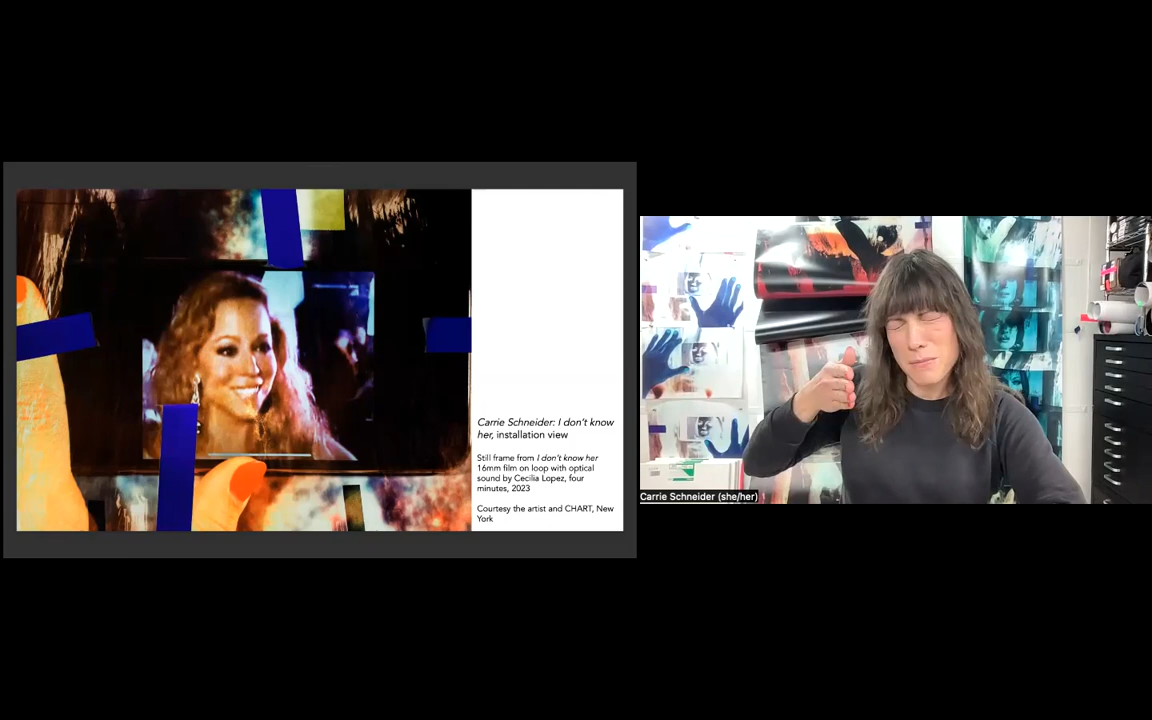 Carrie Schneider: I don't know
her, installation view
Still frame from I don't know her
16mm film on loop with optical
sound by Cecilia Lopez, four
minutes, 2023
Courtesy the artist and CHART, New
York
Carrie Schneider (she/her)